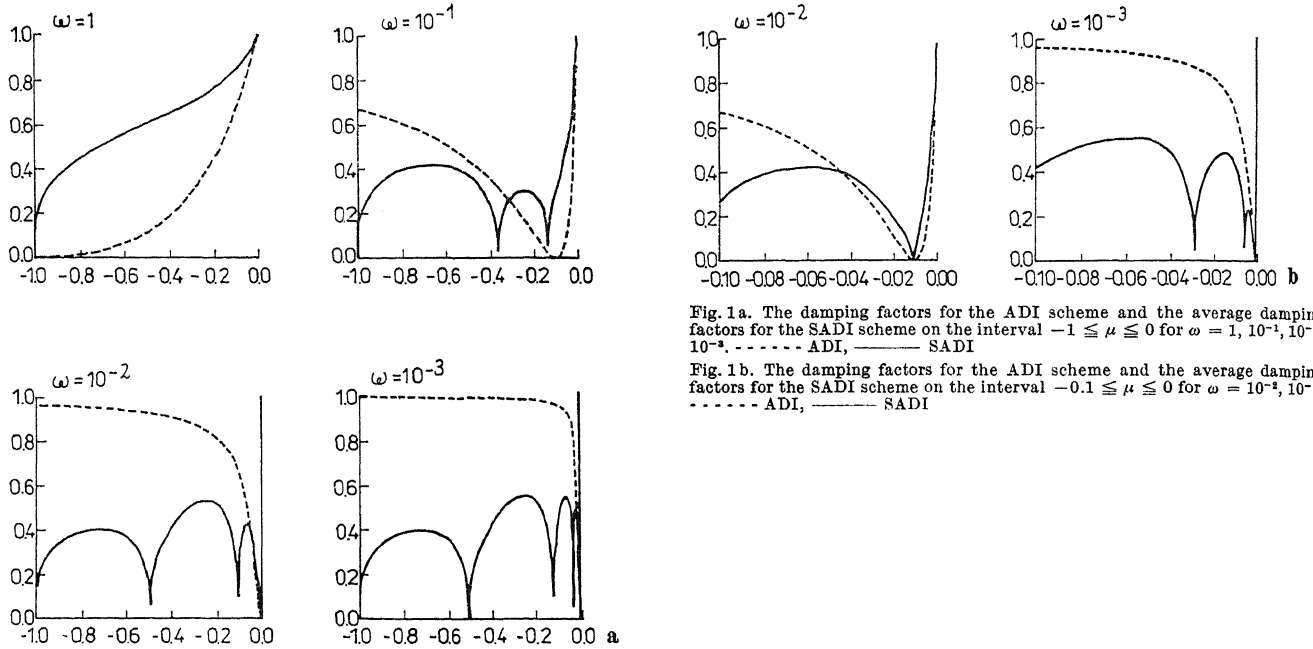 ω=1
1.0
0.8
0.6
0.4
0.2
0.0
-1.0 -0.8 -0.6 -0.4 -0.2 0.0
ω=10⁻¹
1.0
0.8
0.6
0.4
0.2
0.0
-1.0 -0.8 -0.6 -0.4 -0.2 0.0
ω=10⁻²
1.0
0.8
0.6
0.4
0.2
0.0
-1.0 -0.8 -0.6 -0.4 -0.2 0.0
ω=10⁻³
1.0
0.8
0.6
0.4
0.2
0.0
-1.0 -0.8 -0.6 -0.4 -0.2 0.0 a
ω=10⁻²
1.0
0.8
0.6
0.4
0.2
0.0
-0.10 -0.08 -0.06 -0.04 -0.02 0.00
ω=10⁻³
1.0
0.8
0.6
0.4
0.2
0.0
-0.10 -0.08 -0.06 -0.04 -0.02 0.00 b
Fig. 1a. The damping factors for the ADI scheme and the average dampin
factors for the SADI scheme on the interval −1 ≦ μ ≦ 0 for ω = 1, 10⁻¹, 10⁻
10⁻³. ------ ADI, ——— SADI
Fig. 1b. The damping factors for the ADI scheme and the average dampin
factors for the SADI scheme on the interval −0.1 ≦ μ ≦ 0 for ω = 10⁻², 10⁻
------ ADI, ——— SADI